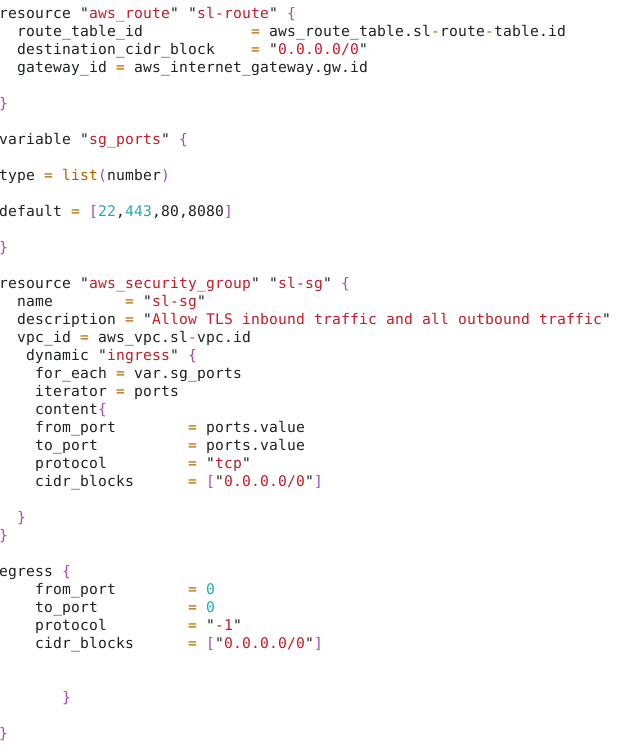 resource "aws_route" "sl-route" {
  route_table_id            = aws_route_table.sl-route-table.id
  destination_cidr_block    = "0.0.0.0/0"
  gateway_id = aws_internet_gateway.gw.id

}

variable "sg_ports" {

type = list(number)

default = [22,443,80,8080]

}

resource "aws_security_group" "sl-sg" {
  name        = "sl-sg"
  description = "Allow TLS inbound traffic and all outbound traffic"
  vpc_id = aws_vpc.sl-vpc.id
   dynamic "ingress" {
    for_each = var.sg_ports
    iterator = ports
    content{
    from_port        = ports.value
    to_port          = ports.value
    protocol         = "tcp"
    cidr_blocks      = ["0.0.0.0/0"]

  }
}

egress {
    from_port        = 0
    to_port          = 0
    protocol         = "-1"
    cidr_blocks      = ["0.0.0.0/0"]


       }

}